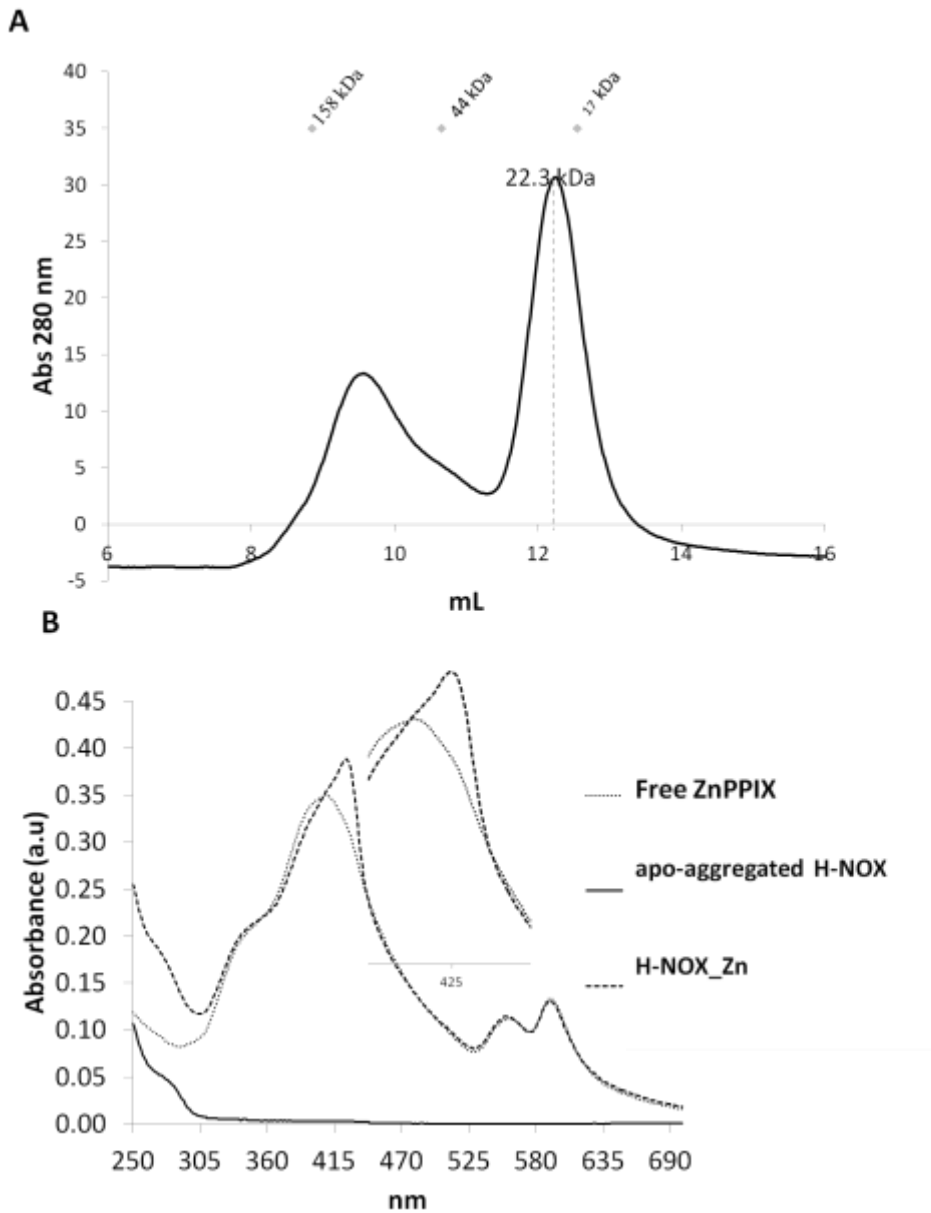 A
40
35
30
25
20
15
10
5
0
-5
158 kDa
44 kDa
17 kDa
22.3 kDa
Abs 280 nm
6 8 10 12 14 16
mL
B
0.45
0.40
0.35
0.30
0.25
0.20
0.15
0.10
0.05
0.00
Absorbance (a.u)
425
Free ZnPPIX
apo-aggregated H-NOX
H-NOX_Zn
250 305 360 415 470 525 580 635 690
nm